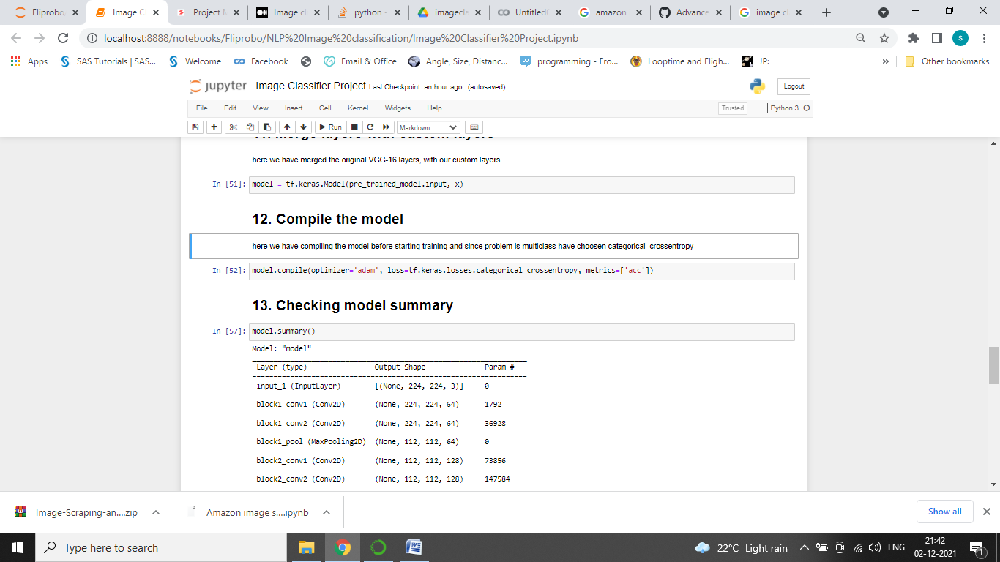 Fliprobo,
Image C
Project M
Image cl
python -
imagecla
Untitled
amazon
Advance
image cl
localhost:8888/notebooks/Fliprobo/NLP%20Image%20classification/Image%20Classifier%20Project.ipynb
S
Apps
SAS Tutorials | SAS...
Welcome
Facebook
Email & Office
Angle, Size, Distanc...
programming - Fro...
Looptime and Fligh...
JP:
»
Other bookmarks
jupyter
Image Classifier Project Last Checkpoint: an hour ago (autosaved)
Logout
File Edit View Insert Cell Kernel Widgets Help
Trusted
Python 3
Run
Markdown
here we have merged the original VGG-16 layers, with our custom layers.
In [51]: model = tf.keras.Model(pre_trained_model.input, x)
12. Compile the model
here we have compiling the model before starting training and since problem is multiclass have choosen categorical_crossentropy
In [52]: model.compile(optimizer='adam', loss=tf.keras.losses.categorical_crossentropy, metrics=['acc'])
13. Checking model summary
In [57]: model.summary()
Model: "model"
Layer (type) Output Shape Param #
input_1 (InputLayer) [(None, 224, 224, 3)] 0
block1_conv1 (Conv2D) (None, 224, 224, 64) 1792
block1_conv2 (Conv2D) (None, 224, 224, 64) 36928
block1_pool (MaxPooling2D) (None, 112, 112, 64) 0
block2_conv1 (Conv2D) (None, 112, 112, 128) 73856
block2_conv2 (Conv2D) (None, 112, 112, 128) 147584
Image-Scraping-an....zip
Amazon image s....ipynb
Show all
Type here to search
22°C Light rain
ENG
21:42
02-12-2021
1